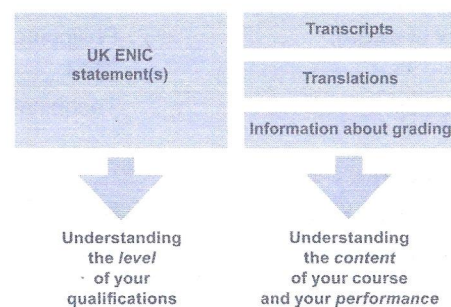 UK ENIC
statement(s)
Transcripts
Translations
Information about grading
Understanding
the level
of your
qualifications
Understanding
the content
of your course
and your performance